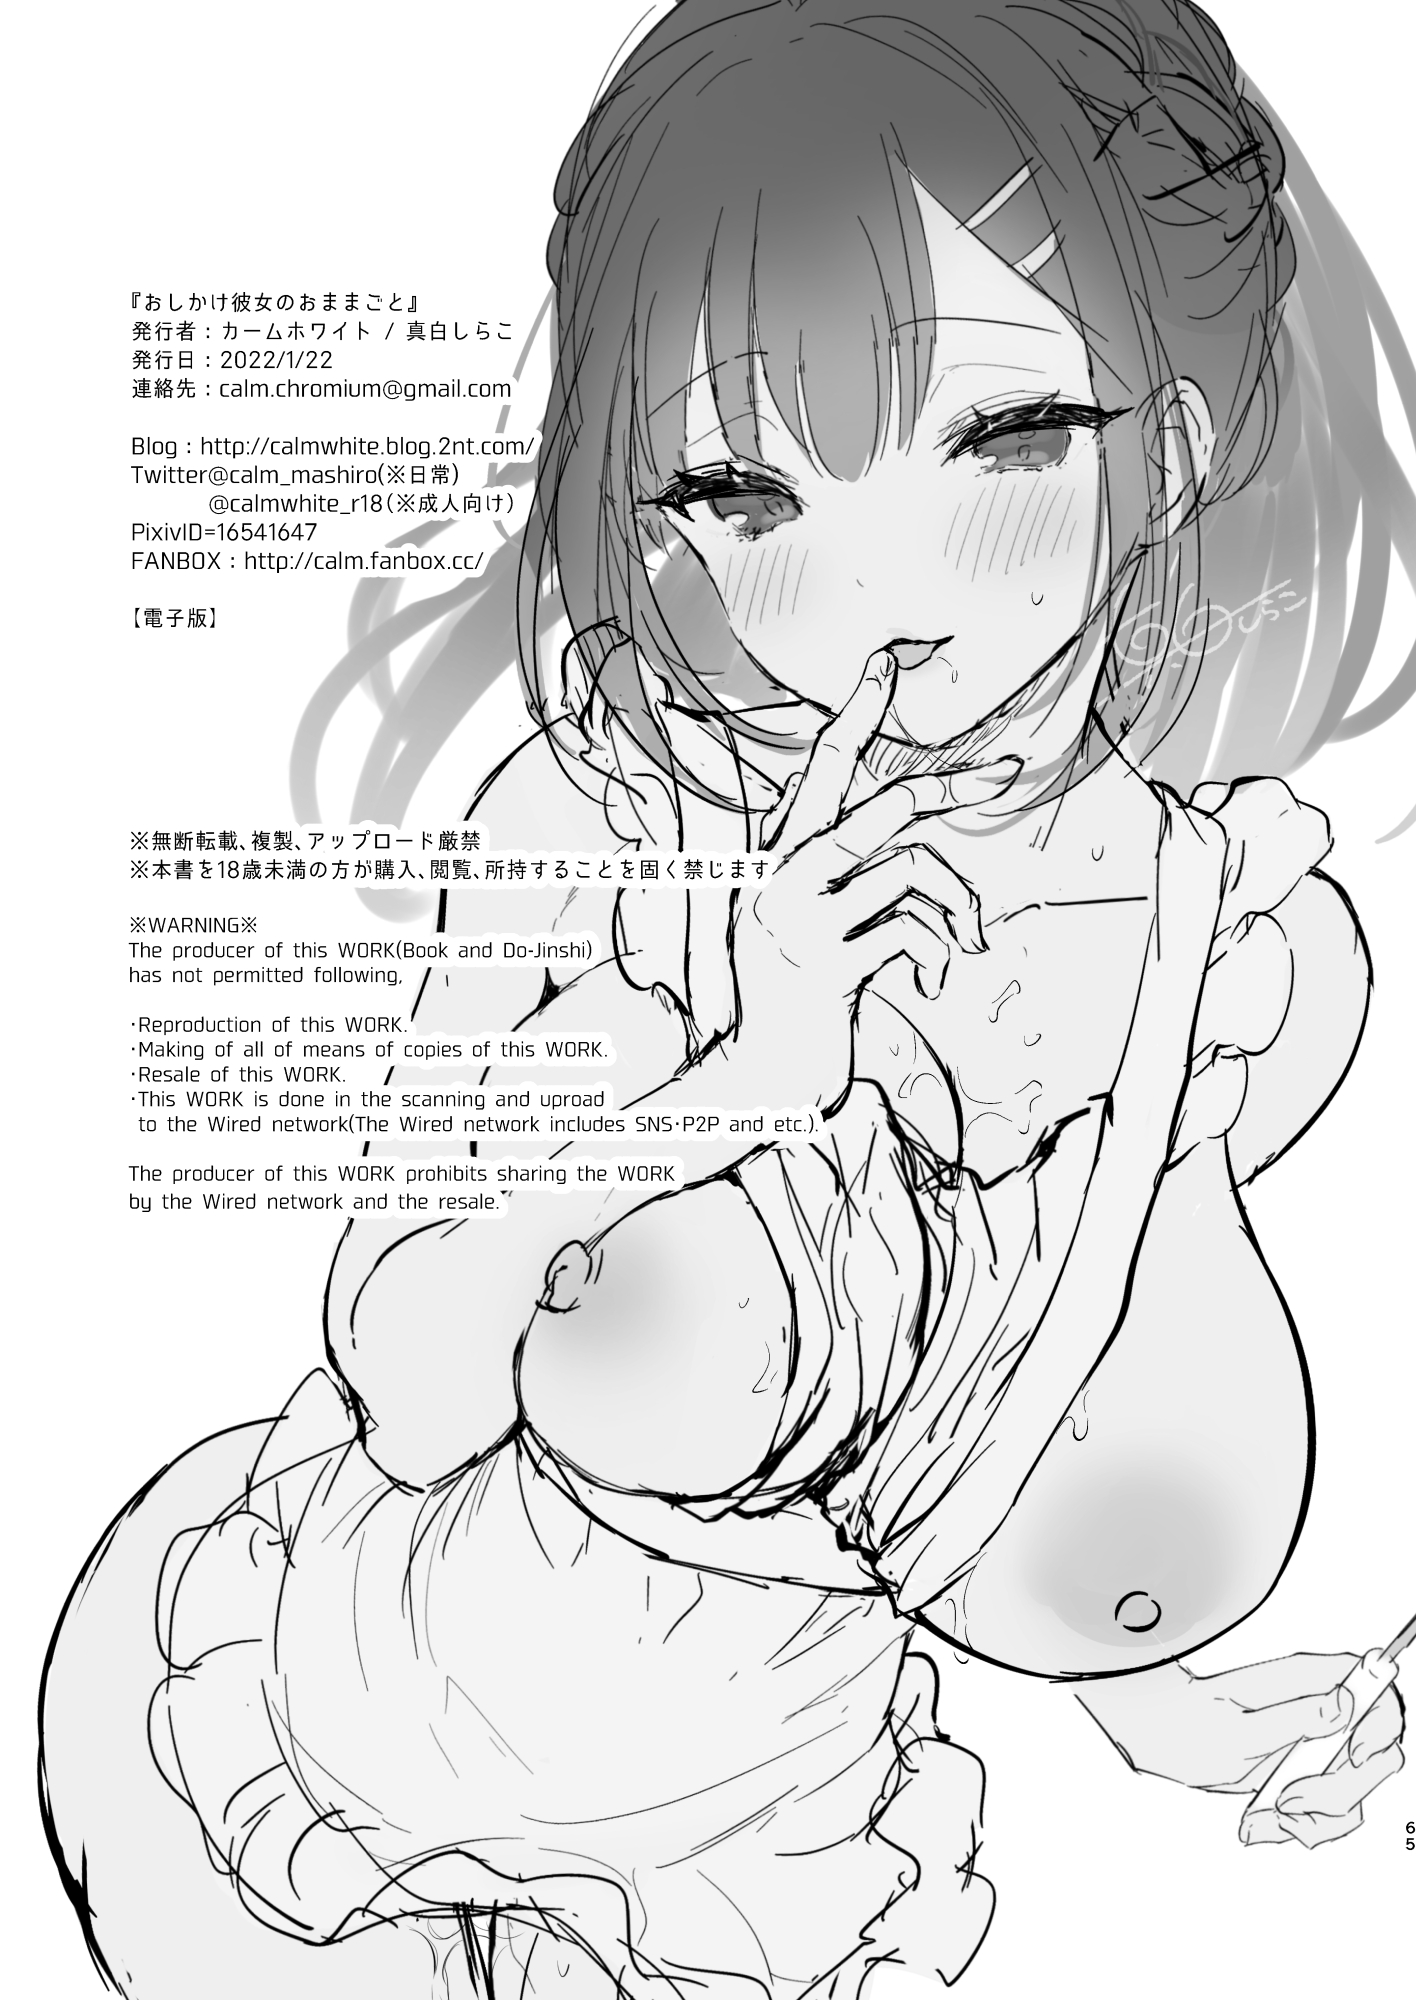 『おしかけ彼女のおままごと』
発行者：カームホワイト / 真白しらこ
発行日：2022/1/22
連絡先：calm.chromium@gmail.com
Blog：http://calmwhite.blog.2nt.com/
Twitter@calm_mashiro(※日常)
@calmwhite_r18(※成人向け)
PixivID=16541647
FANBOX：http://calm.fanbox.cc/
【電子版】
※無断転載、複製、アップロード厳禁
※本書を18歳未満の方が購入、閲覧、所持することを固く禁じます
※WARNING※
The producer of this WORK(Book and Do-Jinshi)
has not permitted following,
･Reproduction of this WORK.
･Making of all of means of copies of this WORK.
･Resale of this WORK.
･This WORK is done in the scanning and uproad
to the Wired network(The Wired network includes SNS･P2P and etc.).
The producer of this WORK prohibits sharing the WORK
by the Wired network and the resale.
65